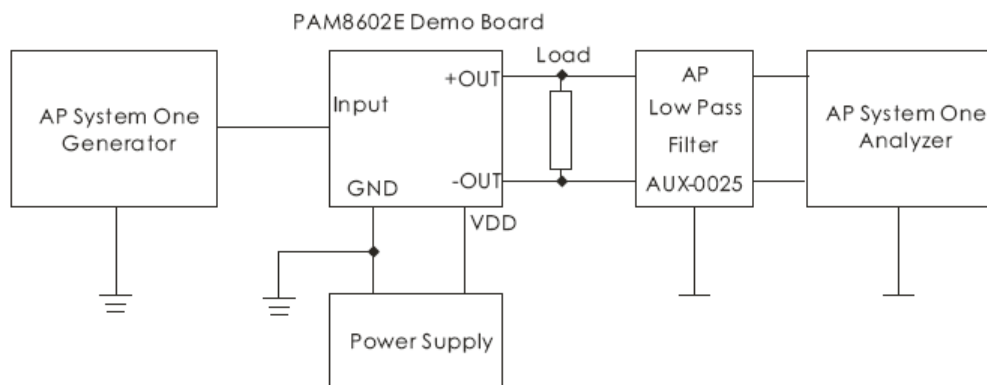 PAM8602E Demo Board
AP System One
Generator
Input
+OUT
-OUT
GND
VDD
Load
AP
Low Pass
Filter
AUX-0025
AP System One
Analyzer
Power Supply